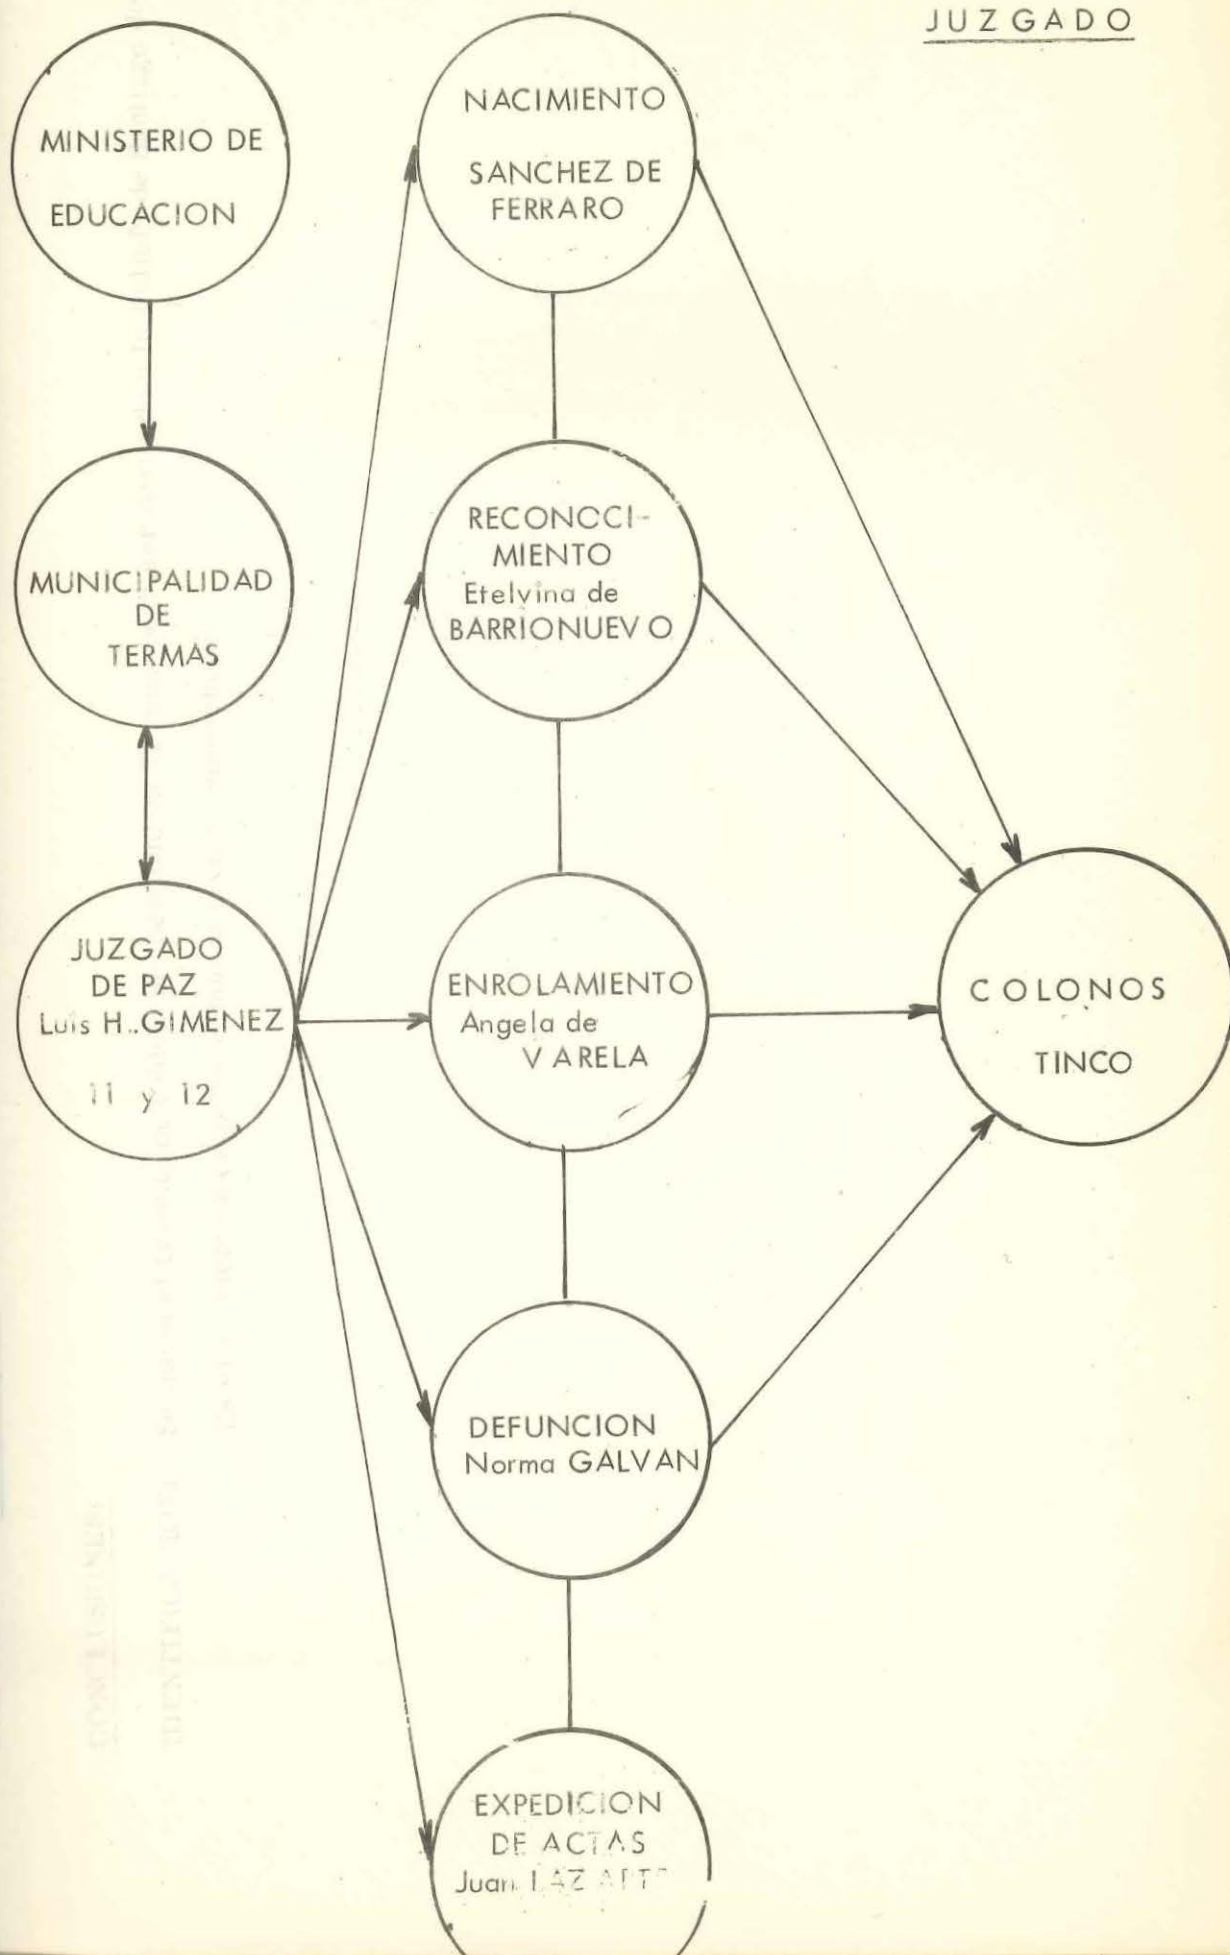 JUZGADO
MINISTERIO DE
EDUCACION
MUNICIPALIDAD
DE
TERMAS
JUZGADO
DE PAZ
Luis H. GIMENEZ
11 y 12
NACIMIENTO
SANCHEZ DE
FERRARO
RECONOCI-
MIENTO
Etelvina de
BARRIONUEVO
ENROLAMIENTO
Angela de
VARELA
DEFUNCION
Norma GALVAN
EXPEDICION
DE ACTAS
Juan
COLONOS
TINCO